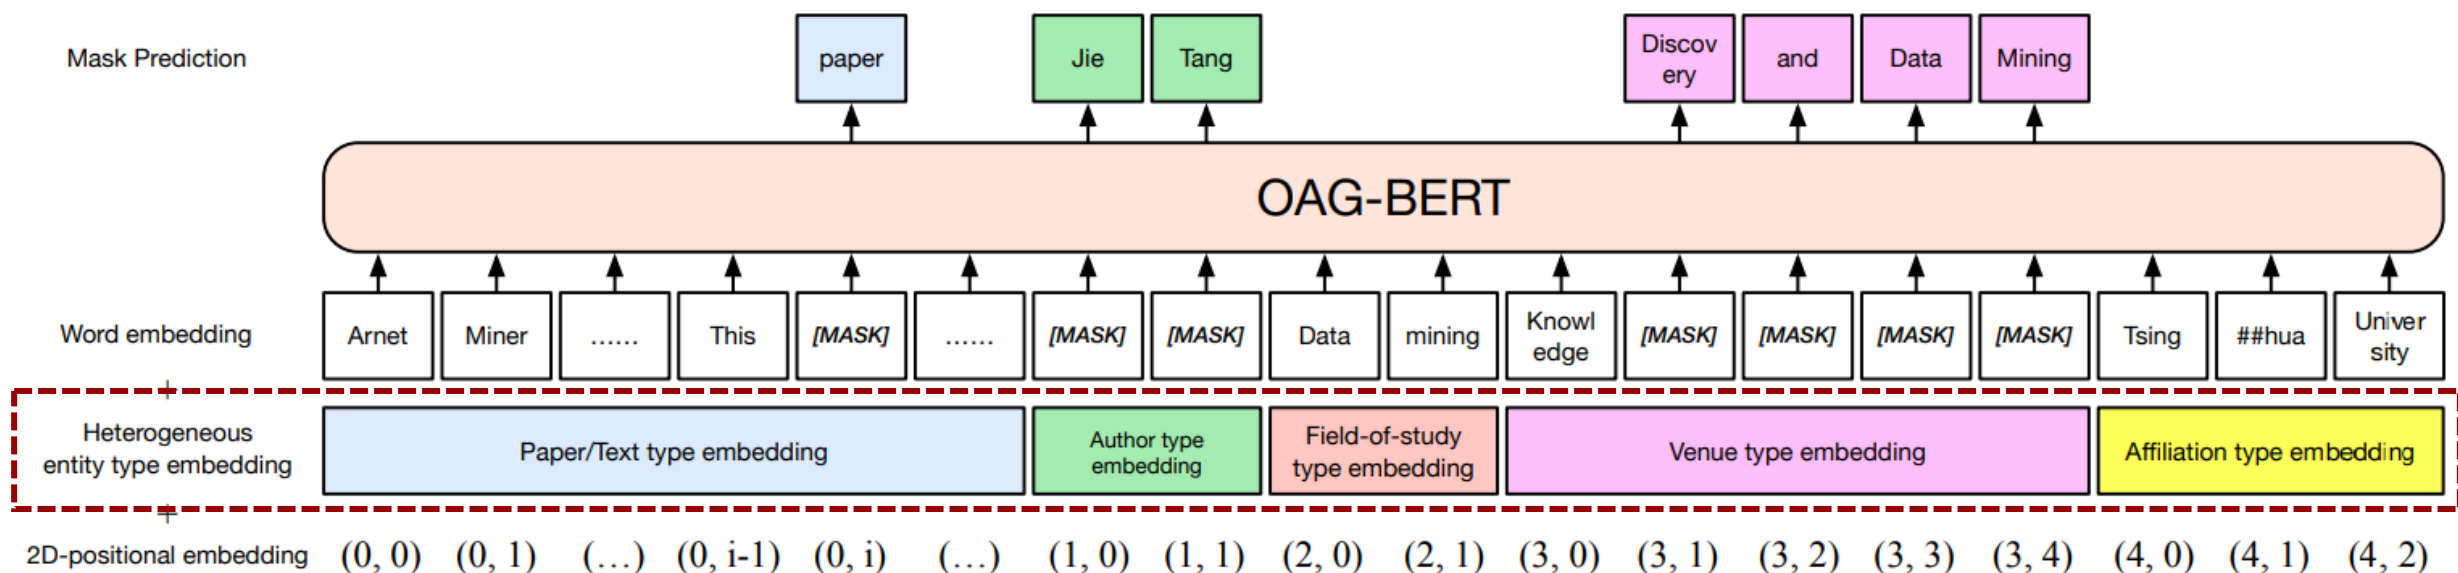 Mask Prediction
paper
Jie
Tang
Discov
ery
and
Data
Mining
OAG-BERT
Word embedding
Arnet
Miner
......
This
[MASK]
......
[MASK]
[MASK]
Data
mining
Knowl
edge
[MASK]
[MASK]
[MASK]
[MASK]
Tsing
##hua
Univer
sity
+
Heterogeneous
entity type embedding
Paper/Text type embedding
Author type
embedding
Field-of-study
type embedding
Venue type embedding
Affiliation type embedding
+
2D-positional embedding
(0, 0)
(0, 1)
(...)
(0, i-1)
(0, i)
(...)
(1, 0)
(1, 1)
(2, 0)
(2, 1)
(3, 0)
(3, 1)
(3, 2)
(3, 3)
(3, 4)
(4, 0)
(4, 1)
(4, 2)